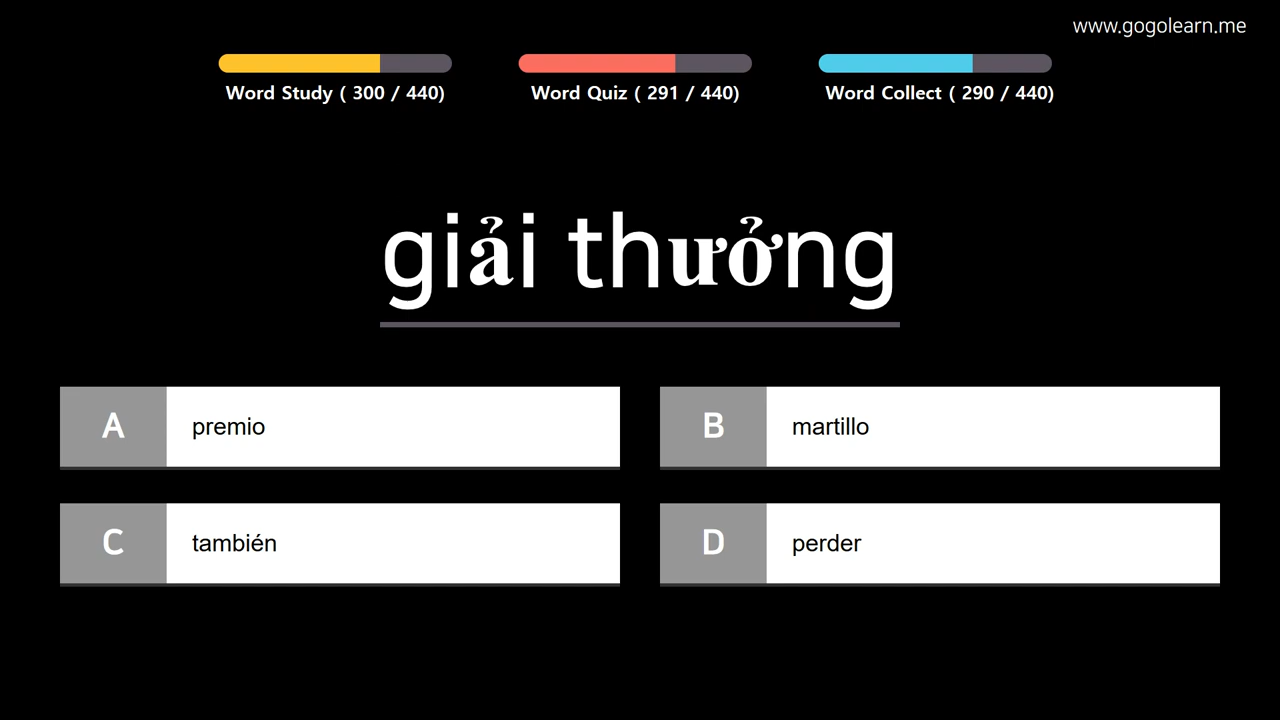 www.gogolearn.me
Word Study ( 300 / 440)
Word Quiz ( 291 / 440)
Word Collect ( 290 / 440)
giải thưởng
A premio
B martillo
C también
D perder